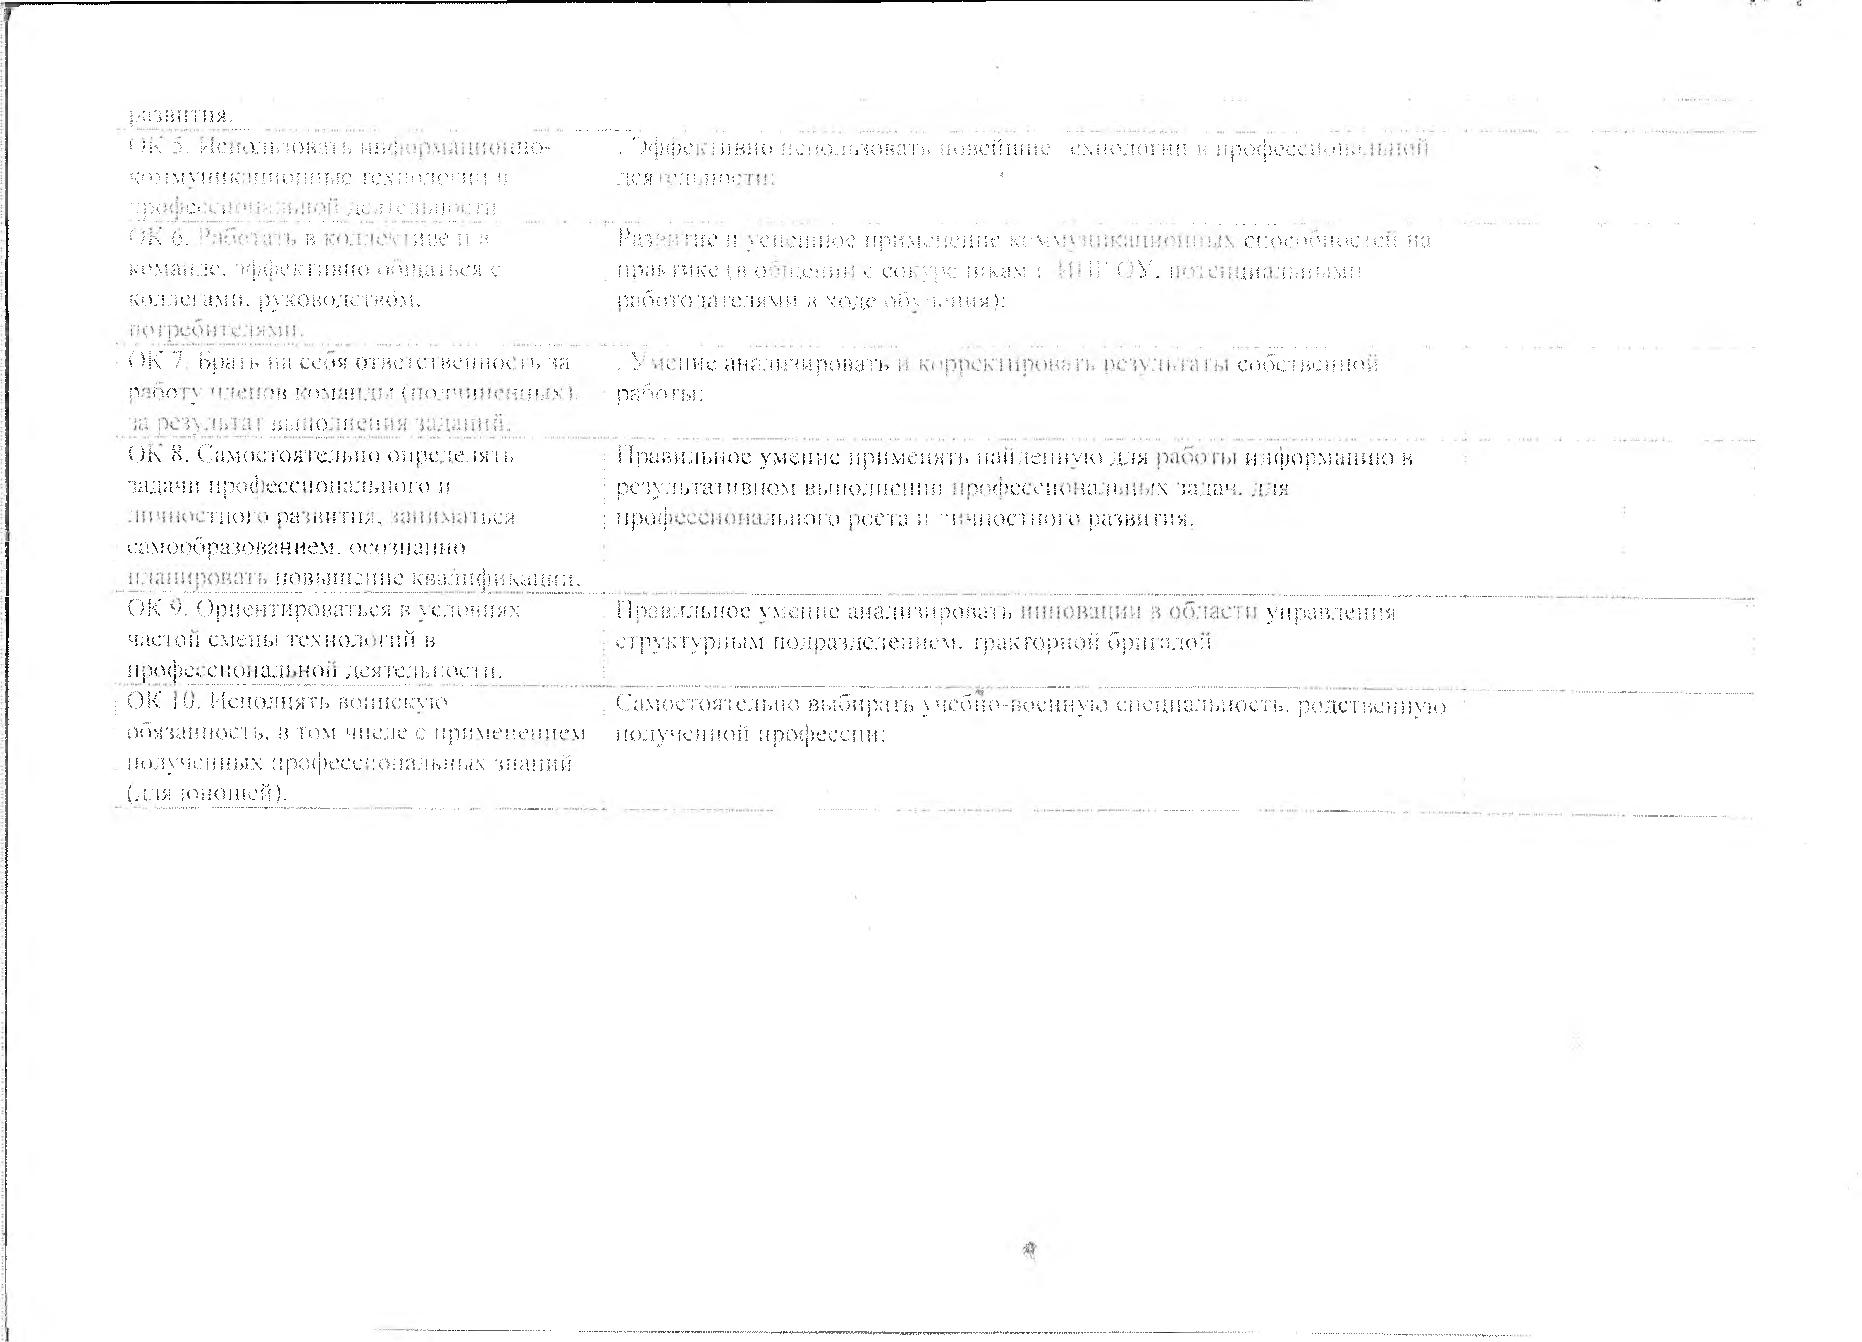 развития.
ОК 5. Использовать информационно-
коммуникационные технологии в
профессиональной деятельности
. Эффективно использовать новейшие технологии в профессиональной
деятельности;
ОК 6. Работать в коллективе и в
команде, эффективно общаться с
коллегами, руководством,
потребителями.
Развитие и успешное применение коммуникационных способностей на
практике (в общении с сокурсниками, ОУ, потенциальными
работодателями в ходе обучения);
ОК 7. Брать на себя ответственность за
работу членов команды (подчиненных),
за результат выполнения заданий.
. Умение анализировать и корректировать результаты собственной
работы;
ОК 8. Самостоятельно определять
задачи профессионального и
личностного развития, заниматься
самообразованием, осознанно
планировать повышение квалификации.
Правильное умение применять найденную для работы информацию в
результативном выполнении профессиональных задач, для
профессионального роста и личностного развития.
ОК 9. Ориентироваться в условиях
частой смены технологий в
профессиональной деятельности.
Правильное умение анализировать инновации в области управления
структурным подразделением, тракторной бригадой
ОК 10. Исполнять воинскую
обязанность, в том числе с применением
полученных профессиональных знаний
(для юношей).
Самостоятельно выбирать учебно-военную специальность, родственную
полученной профессии;